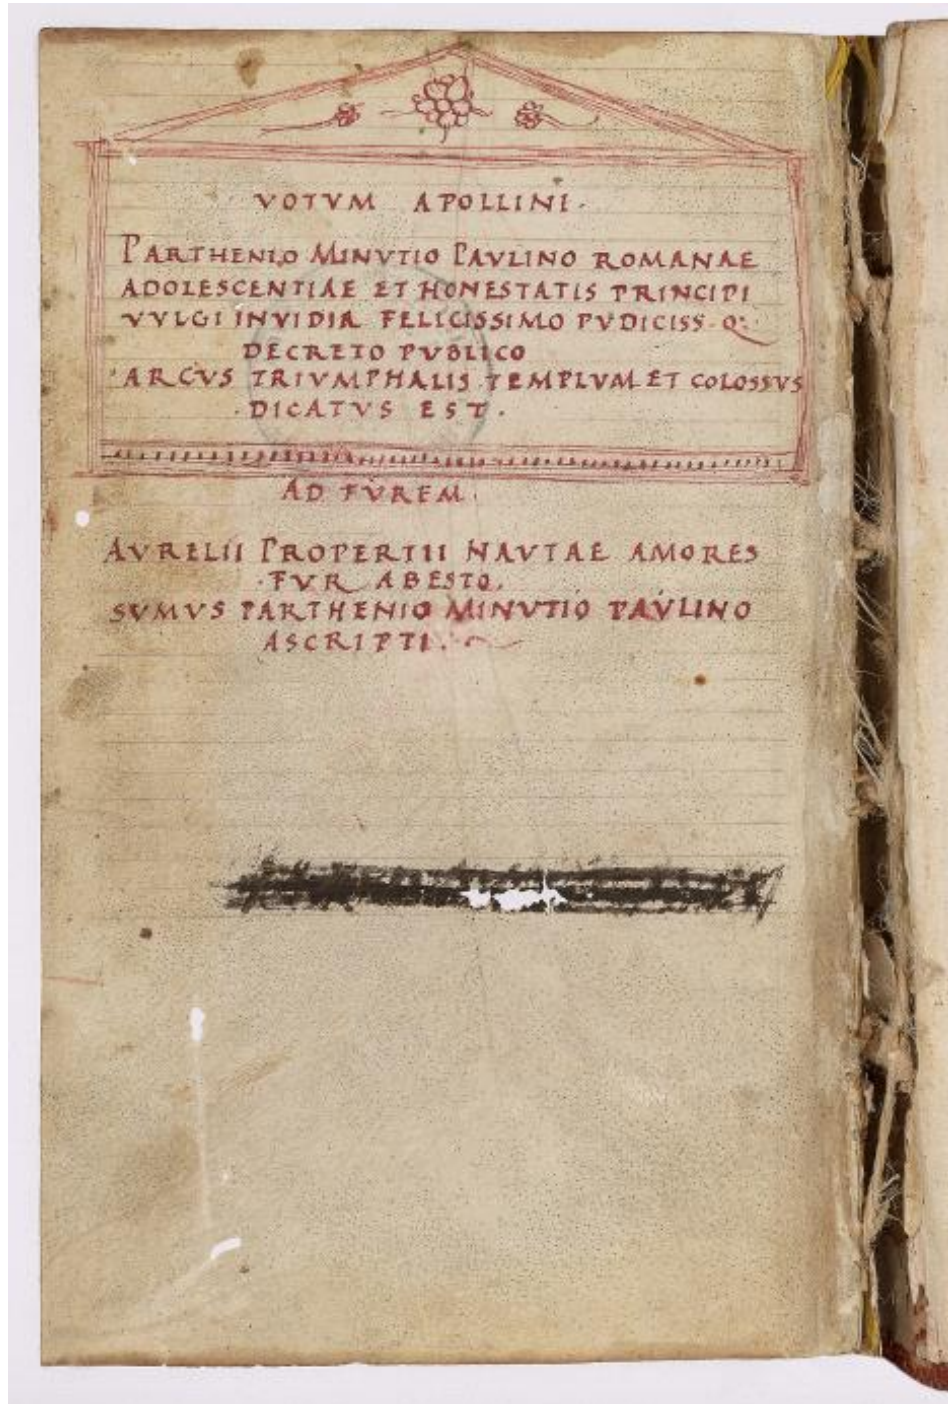 VOTVM APOLLINI.
PARTHENIO MINVTIO PAVLINO ROMANAE
ADOLESCENTIAE ET HONESTATIS PRINCIPI
VVLGI INVIDIA FELICISSIMO PVDICISS. Q:
DECRETO PVBLICO
ARCVS TRIVMPHALIS TEMPLVM ET COLOSSVS
DICATVS EST.
AD FVREM.
AVRELII PROPERTII NAVTAE AMORES
FVR ABESTO.
SVMVS PARTHENIO MINVTIO PAVLINO
ASCRIPTI.